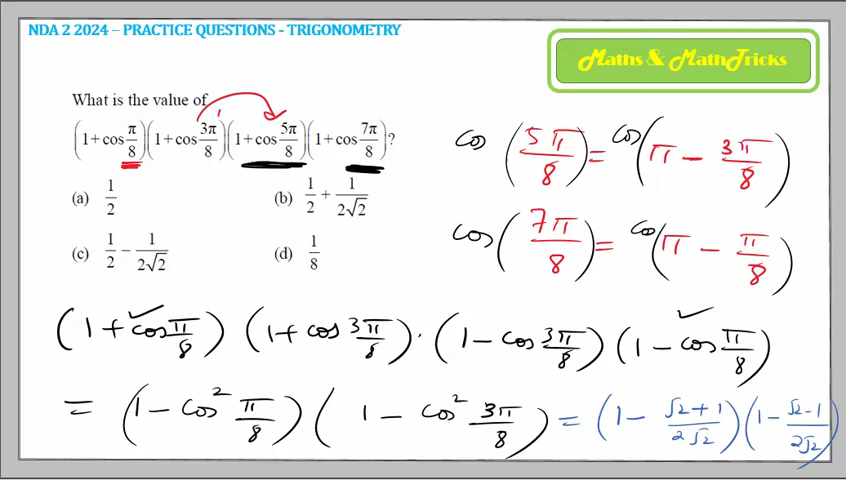 NDA 2 2024 – PRACTICE QUESTIONS - TRIGONOMETRY
Maths & MathTricks
What is the value of
(1+cos π/8)(1+cos 3π/8)(1+cos 5π/8)(1+cos 7π/8)?
(a) 1/2 (b) 1/2 + 1/(2√2)
(c) 1/2 − 1/(2√2) (d) 1/8
cos (5π/8) = cos (π − 3π/8)
cos (7π/8) = cos (π − π/8)
(1 + cos π/8) (1 + cos 3π/8) · (1 − cos 3π/8) (1 − cos π/8)
= (1 − cos² π/8) (1 − cos² 3π/8) = (1 − (√2+1)/(2√2)) (1 − (√2−1)/(2√2))